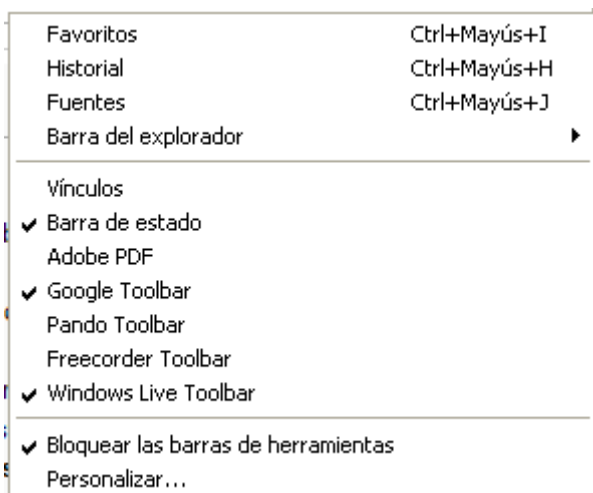 Favoritos Ctrl+Mayús+I
Historial Ctrl+Mayús+H
Fuentes Ctrl+Mayús+J
Barra del explorador
Vínculos
Barra de estado
Adobe PDF
Google Toolbar
Pando Toolbar
Freecorder Toolbar
Windows Live Toolbar
Bloquear las barras de herramientas
Personalizar...